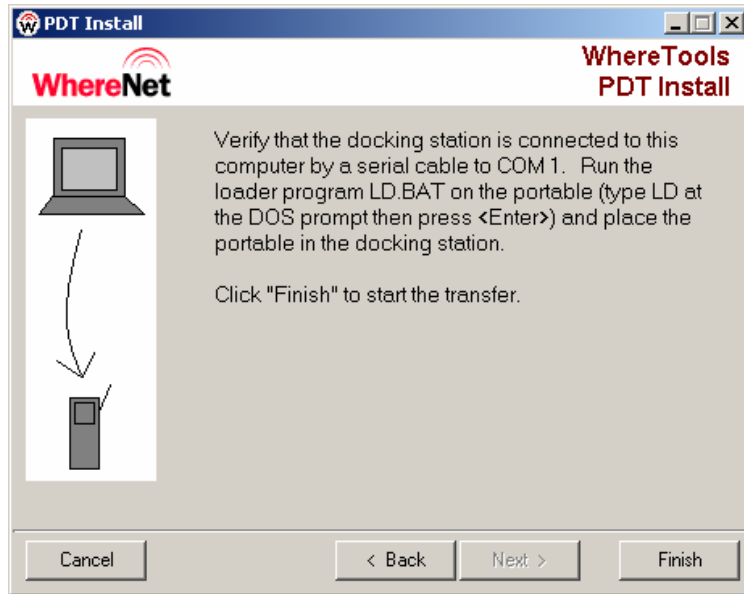 PDT Install
WhereNet
WhereTools
PDT Install
Verify that the docking station is connected to this
computer by a serial cable to COM 1. Run the
loader program LD.BAT on the portable (type LD at
the DOS prompt then press <Enter>) and place the
portable in the docking station.
Click "Finish" to start the transfer.
Cancel
< Back
Next >
Finish